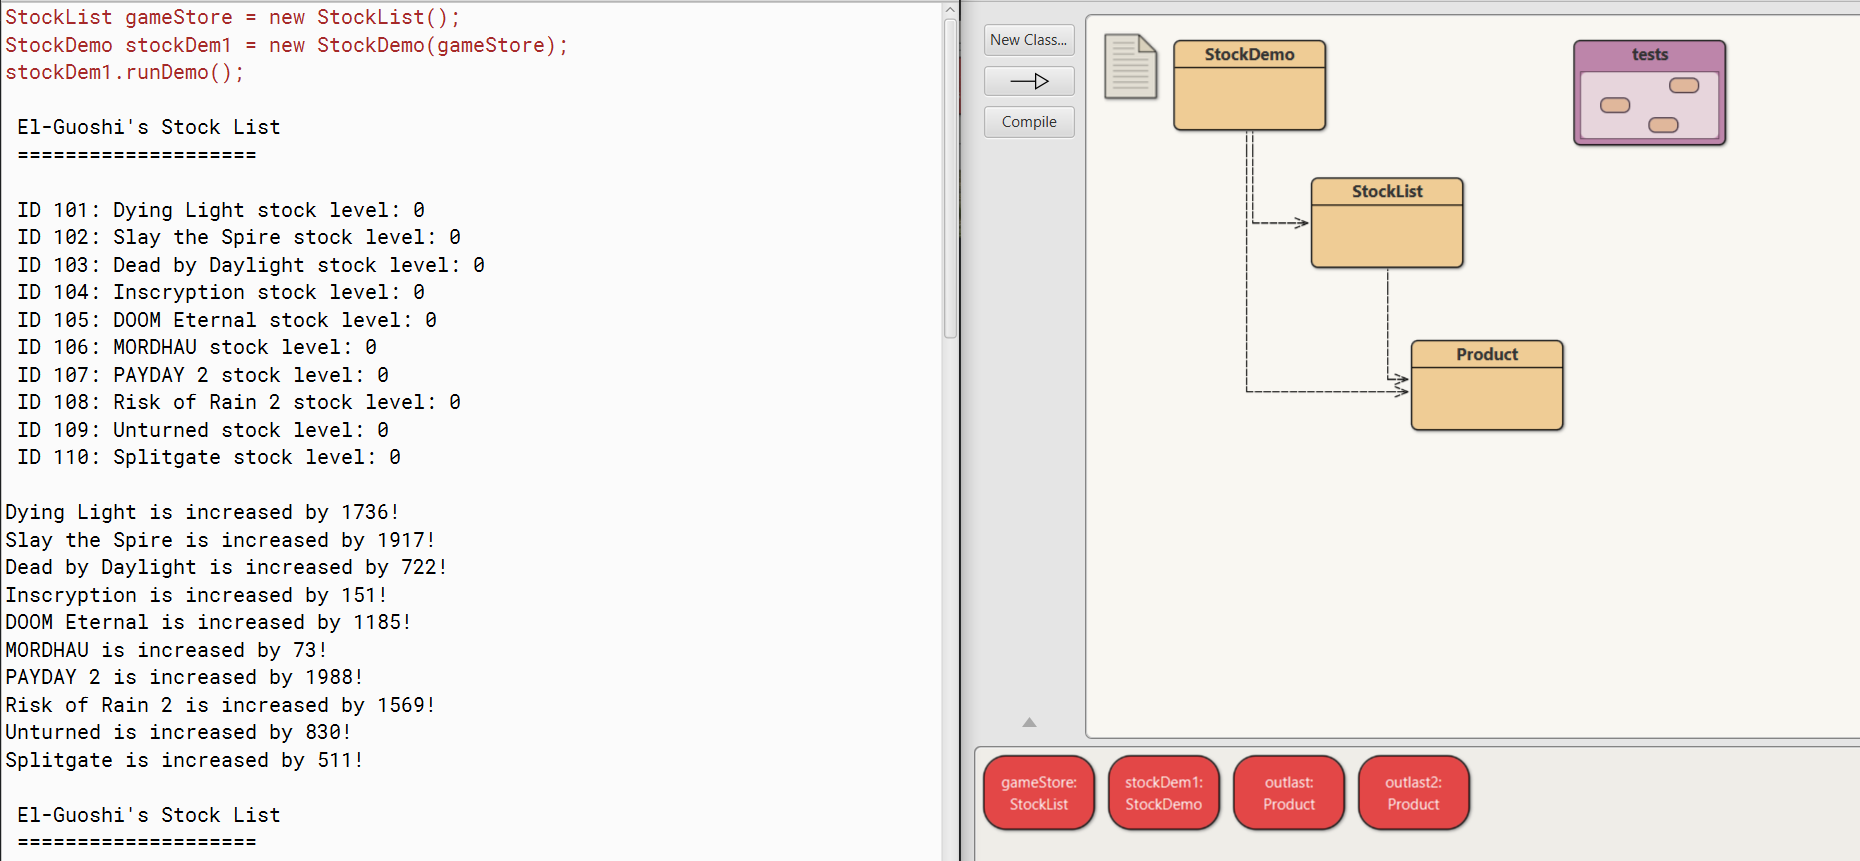 StockList gameStore = new StockList();
StockDemo stockDem1 = new StockDemo(gameStore);
stockDem1.runDemo();
El-Guoshi's Stock List
====================
ID 101: Dying Light stock level: 0
ID 102: Slay the Spire stock level: 0
ID 103: Dead by Daylight stock level: 0
ID 104: Inscryption stock level: 0
ID 105: DOOM Eternal stock level: 0
ID 106: MORDHAU stock level: 0
ID 107: PAYDAY 2 stock level: 0
ID 108: Risk of Rain 2 stock level: 0
ID 109: Unturned stock level: 0
ID 110: Splitgate stock level: 0
Dying Light is increased by 1736!
Slay the Spire is increased by 1917!
Dead by Daylight is increased by 722!
Inscryption is increased by 151!
DOOM Eternal is increased by 1185!
MORDHAU is increased by 73!
PAYDAY 2 is increased by 1988!
Risk of Rain 2 is increased by 1569!
Unturned is increased by 830!
Splitgate is increased by 511!
El-Guoshi's Stock List
====================
New Class...
Compile
StockDemo
tests
StockList
Product
gameStore:
StockList
stockDem1:
StockDemo
outlast:
Product
outlast2:
Product